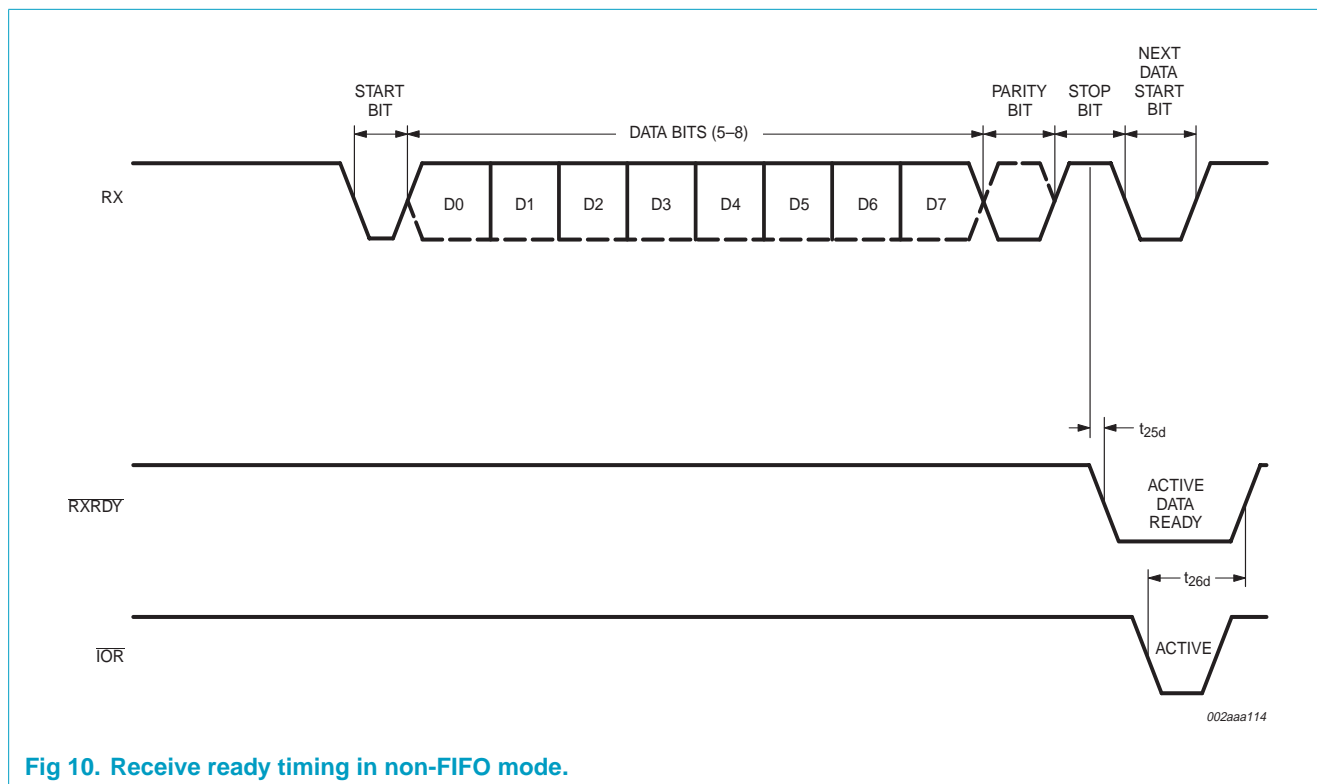 START
BIT
DATA BITS (5–8)
PARITY
BIT
STOP
BIT
NEXT
DATA
START
BIT
RX
D0
D1
D2
D3
D4
D5
D6
D7
t25d
RXRDY
ACTIVE
DATA
READY
t26d
IOR
ACTIVE
002aaa114
Fig 10. Receive ready timing in non-FIFO mode.